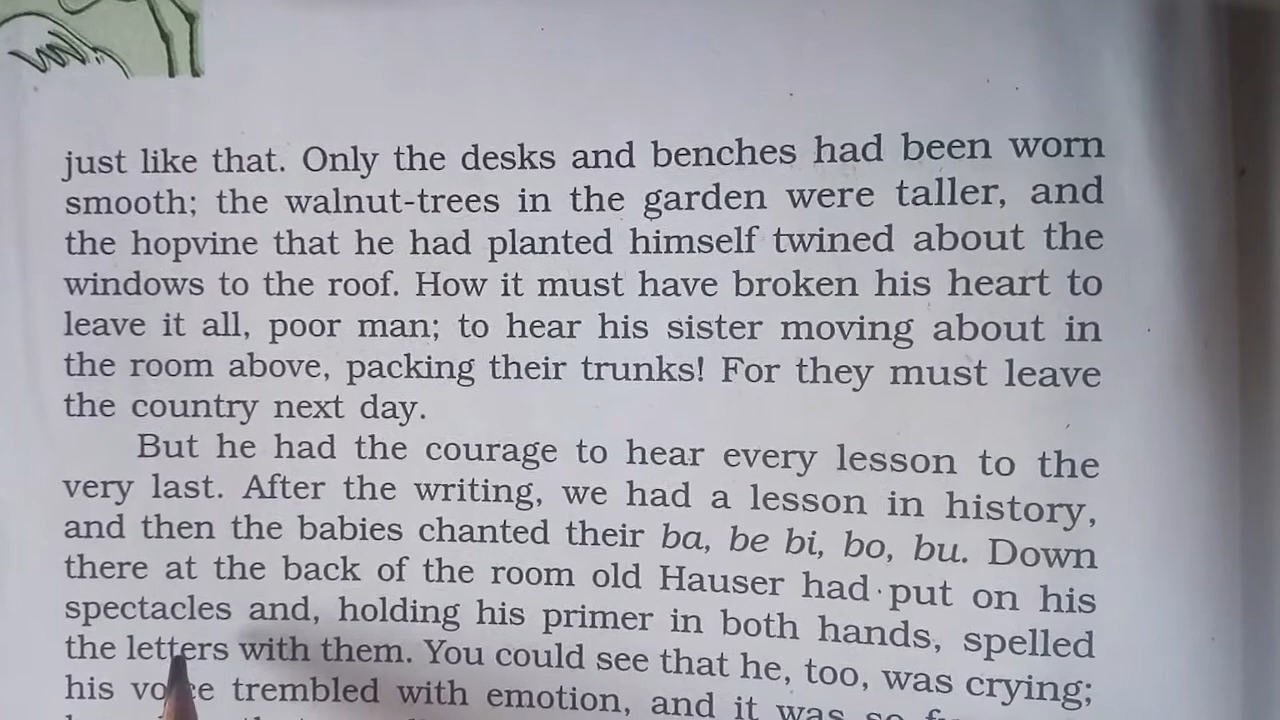 just like that. Only the desks and benches had been worn
smooth; the walnut-trees in the garden were taller, and
the hopvine that he had planted himself twined about the
windows to the roof. How it must have broken his heart to
leave it all, poor man; to hear his sister moving about in
the room above, packing their trunks! For they must leave
the country next day.
But he had the courage to hear every lesson to the
very last. After the writing, we had a lesson in history,
and then the babies chanted their ba, be bi, bo, bu. Down
there at the back of the room old Hauser had put on his
spectacles and, holding his primer in both hands, spelled
the letters with them. You could see that he, too, was crying;
his voice trembled with emotion, and it was so